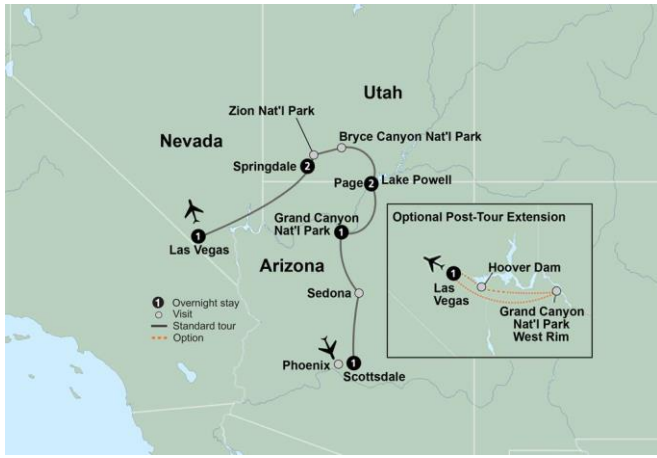 Utah
Zion Nat'l Park
Nevada
Bryce Canyon Nat'l Park
Springdale
2
Page
2
Lake Powell
Grand Canyon
Nat'l Park
1
Las Vegas
1
Arizona
Sedona
Phoenix
1
Scottsdale
1 Overnight stay
Visit
Standard tour
Option
Optional Post-Tour Extension
Hoover Dam
1
Las
Vegas
Grand Canyon
Nat'l Park
West Rim